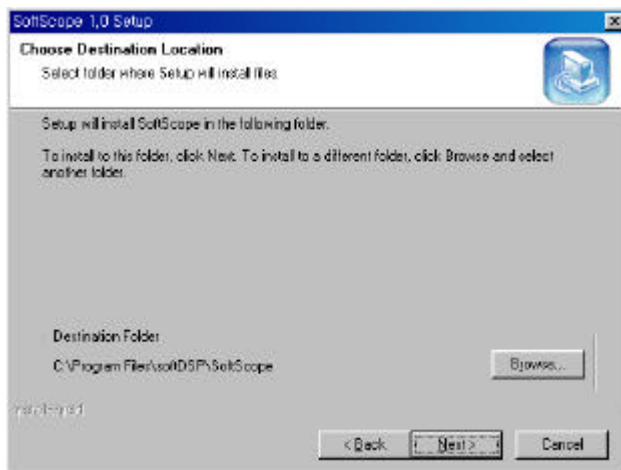 SoftScope 1,0 Setup
Choose Destination Location
Select folder where Setup will install files.
Setup will install SoftScope in the following folder.
To install to this folder, click Next. To install to a different folder, click Browse and select
another folder.
Destination Folder
C:\Program Files\softDSP\SoftScope
Browse...
< Back
Next >
Cancel